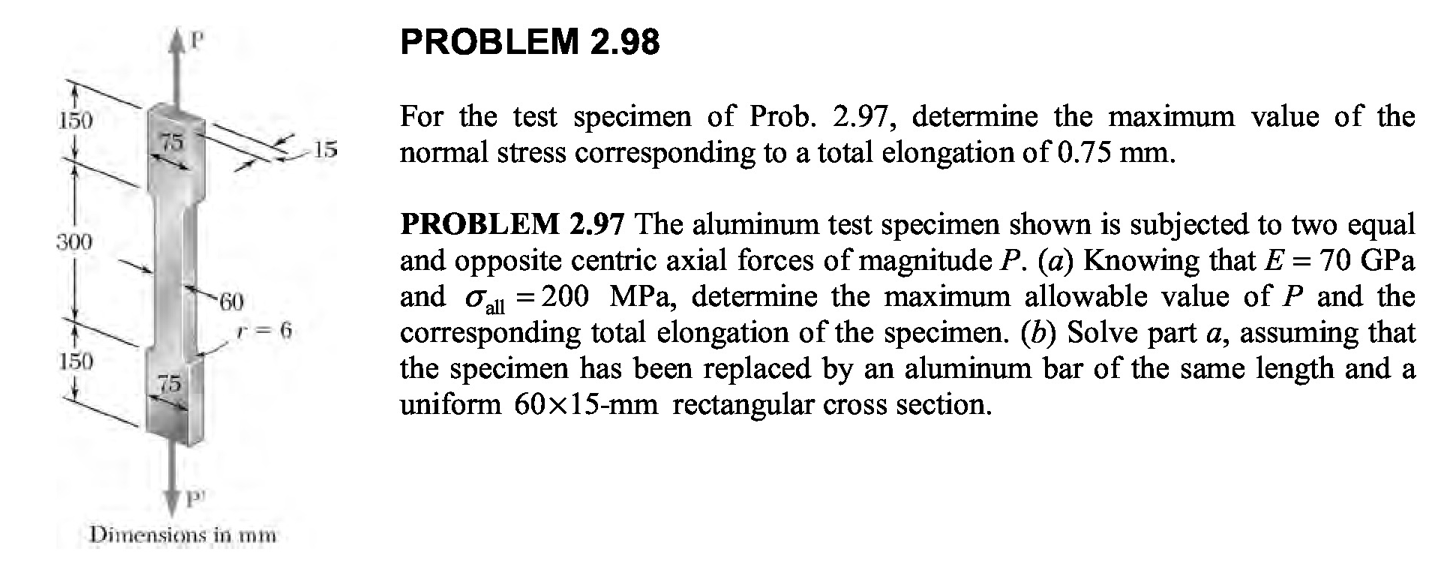 P
150
75
15
300
60
r = 6
150
75
P'
Dimensions in mm
PROBLEM 2.98
For the test specimen of Prob. 2.97, determine the maximum value of the
normal stress corresponding to a total elongation of 0.75 mm.
PROBLEM 2.97 The aluminum test specimen shown is subjected to two equal
and opposite centric axial forces of magnitude P. (a) Knowing that E = 70 GPa
and σall = 200 MPa, determine the maximum allowable value of P and the
corresponding total elongation of the specimen. (b) Solve part a, assuming that
the specimen has been replaced by an aluminum bar of the same length and a
uniform 60×15-mm rectangular cross section.